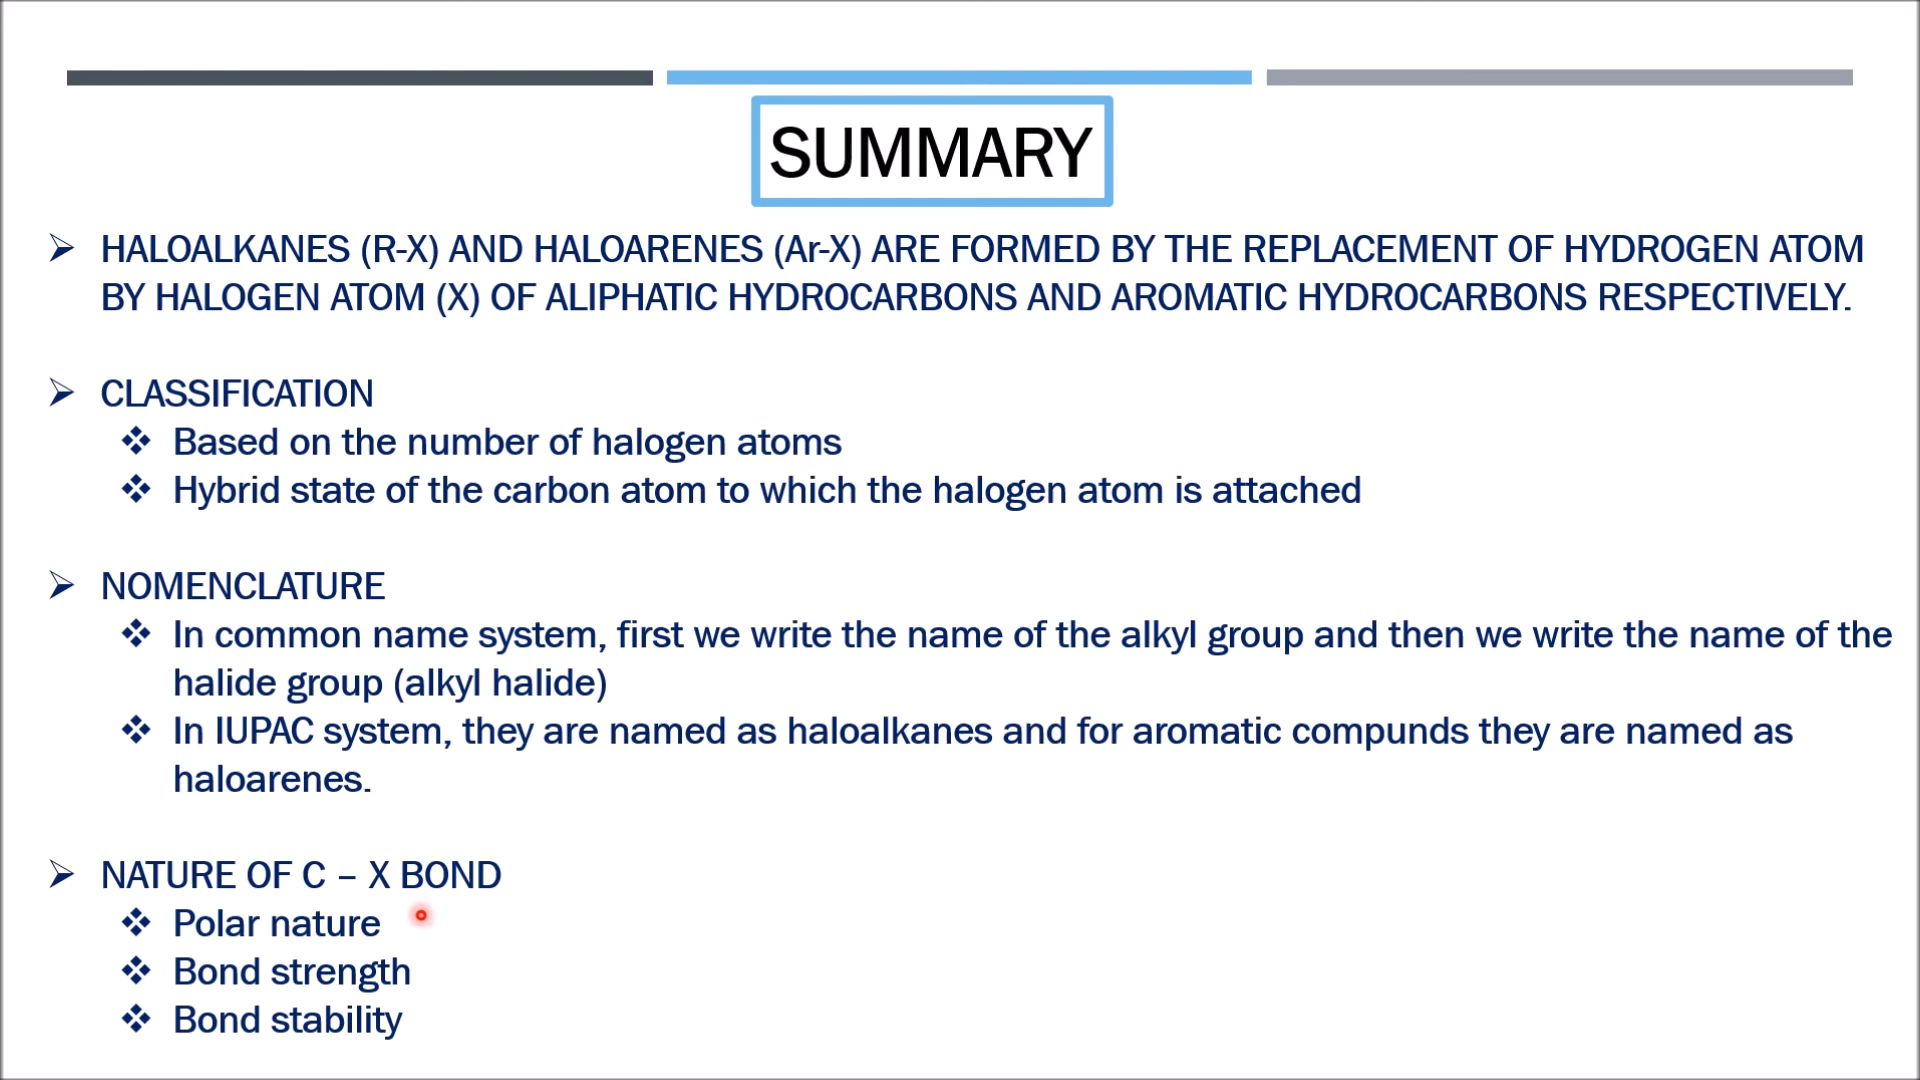 SUMMARY
HALOALKANES (R-X) AND HALOARENES (Ar-X) ARE FORMED BY THE REPLACEMENT OF HYDROGEN ATOM
BY HALOGEN ATOM (X) OF ALIPHATIC HYDROCARBONS AND AROMATIC HYDROCARBONS RESPECTIVELY.
CLASSIFICATION
Based on the number of halogen atoms
Hybrid state of the carbon atom to which the halogen atom is attached
NOMENCLATURE
In common name system, first we write the name of the alkyl group and then we write the name of the
halide group (alkyl halide)
In IUPAC system, they are named as haloalkanes and for aromatic compunds they are named as
haloarenes.
NATURE OF C – X BOND
Polar nature
Bond strength
Bond stability